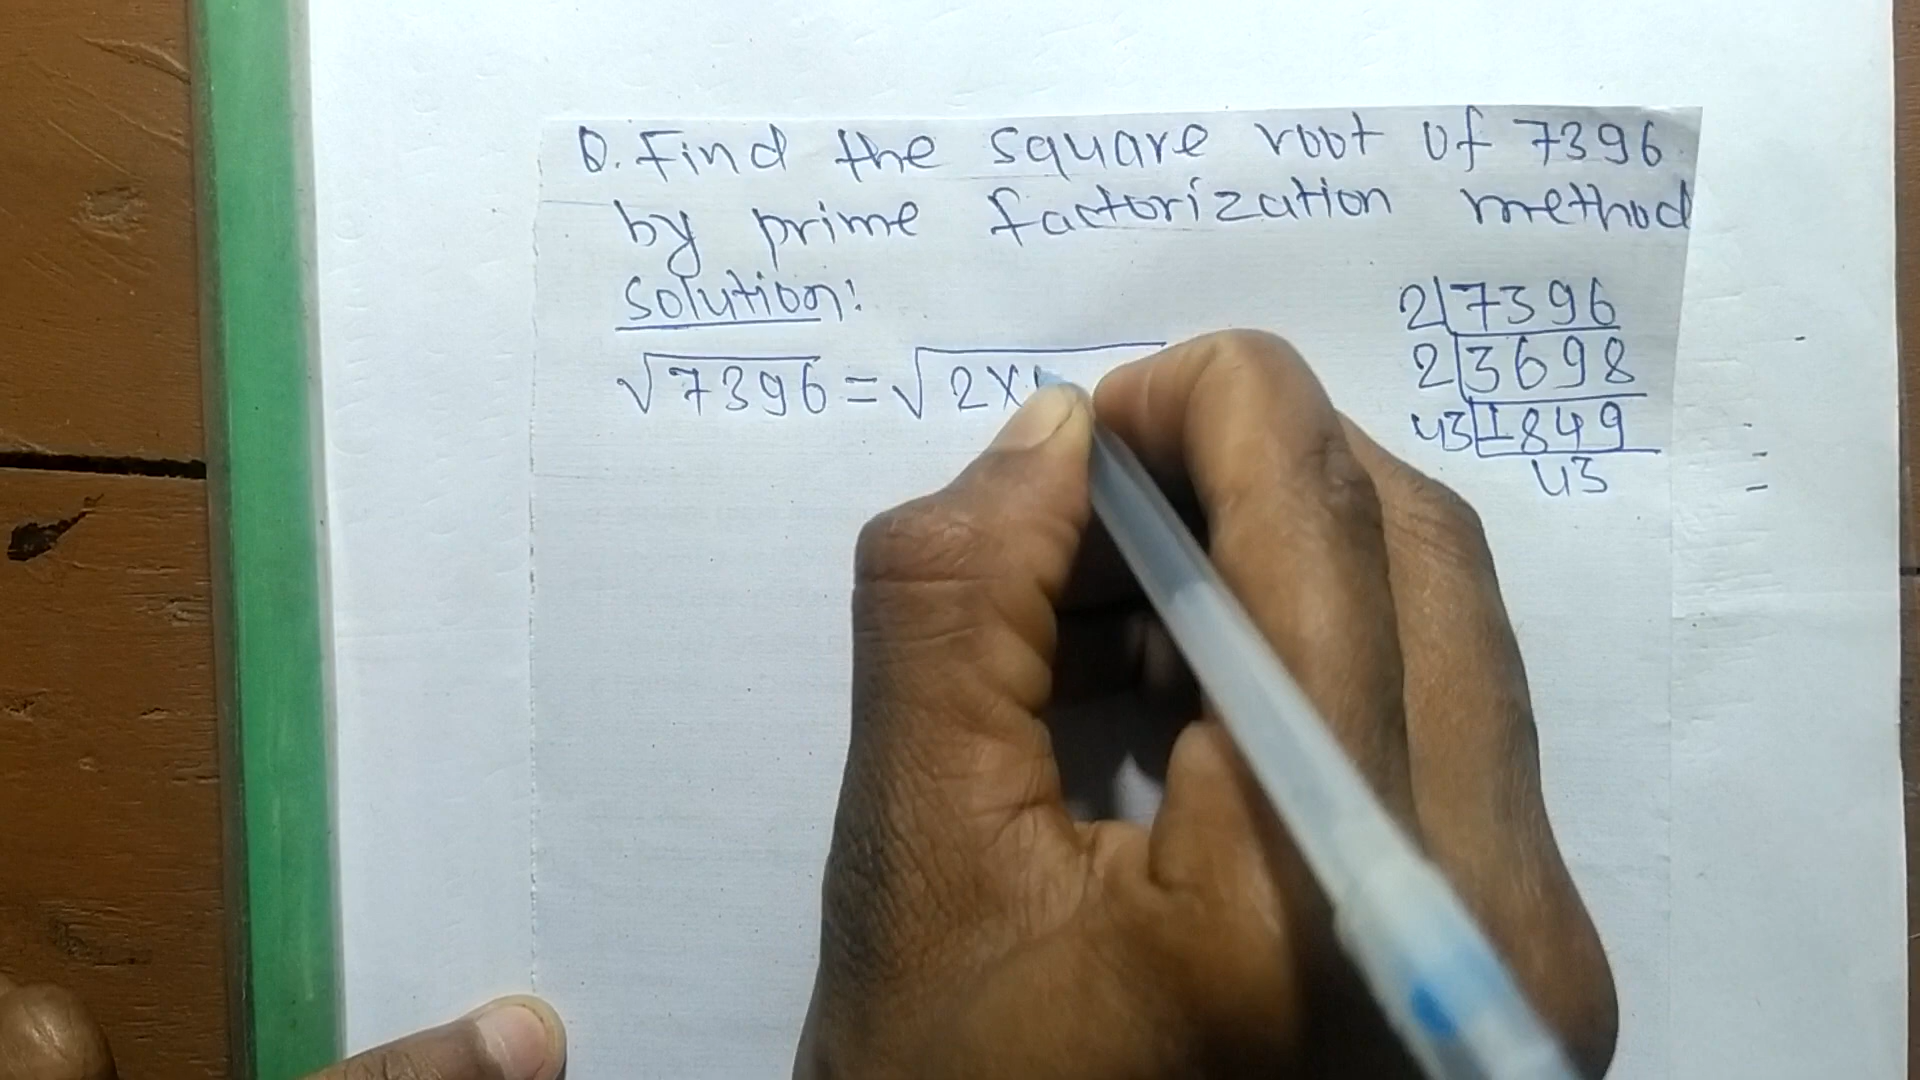 Q. Find the square root of 7396
by prime factorization method
Solution:
√7396 = √2×
2|7396
2|3698
43|1849
43